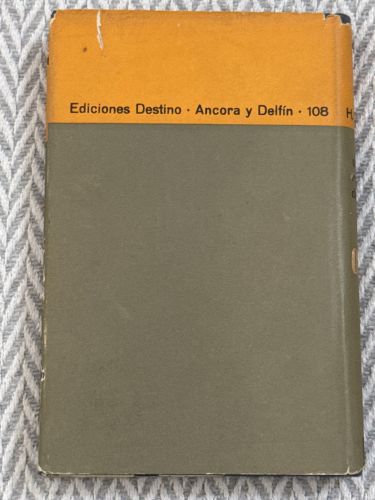 Ediciones Destino · Ancora y Delfín · 108